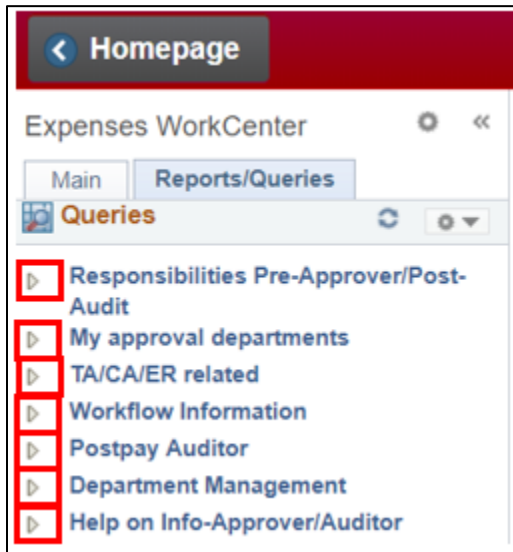 Homepage
Expenses WorkCenter
Main Reports/Queries
Queries
Responsibilities Pre-Approver/Post-
Audit
My approval departments
TA/CA/ER related
Workflow Information
Postpay Auditor
Department Management
Help on Info-Approver/Auditor